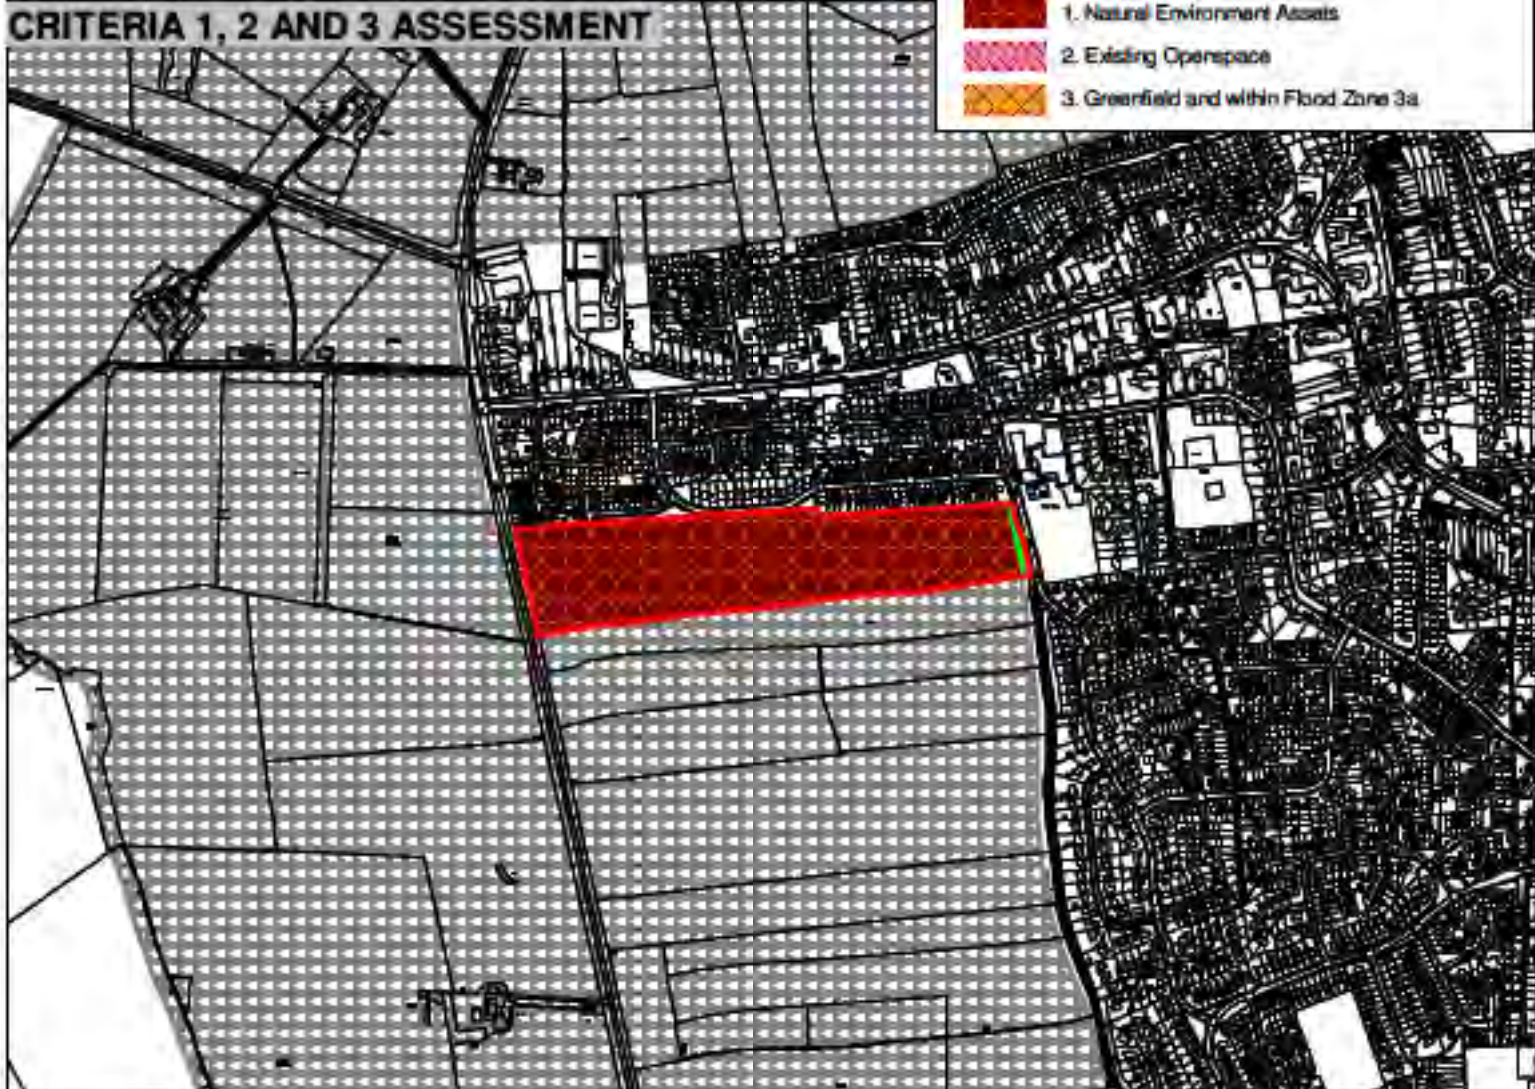 CRITERIA 1, 2 AND 3 ASSESSMENT
1. Natural Environment Assets
2. Existing Openspace
3. Greenfield and within Flood Zone 3a